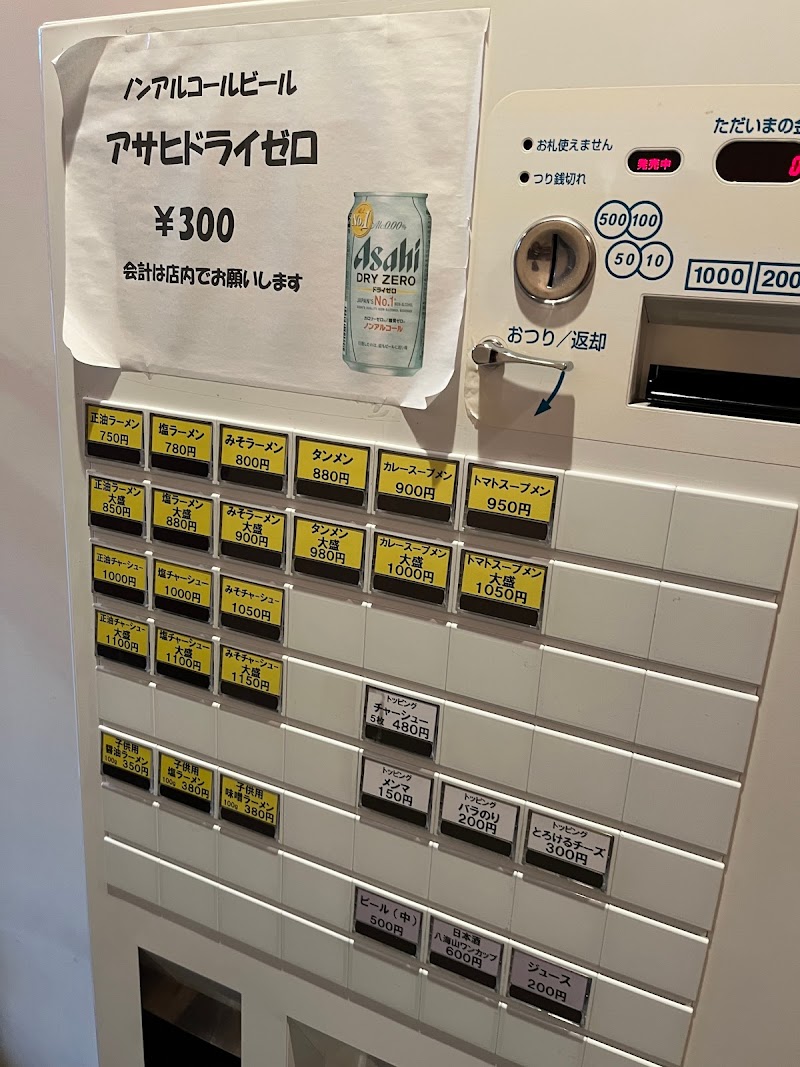 ノンアルコールビール
アサヒドライゼロ
¥300
会計は店内でお願いします
No.1
Alc.0.00%
Asahi
DRY ZERO
ドライゼロ
JAPAN'S No.1
ノンアルコール
ただいまの金
お札使えません
発売中
0
つり銭切れ
500 100
50 10
1000 200
おつり/返却
正油ラーメン
750円
塩ラーメン
780円
みそラーメン
800円
タンメン
880円
カレースープメン
900円
トマトスープメン
950円
正油ラーメン
大盛
850円
塩ラーメン
大盛
880円
みそラーメン
大盛
900円
タンメン
大盛
980円
カレースープメン
大盛
1000円
トマトスープメン
大盛
1050円
正油チャーシュー
1000円
塩チャーシュー
1000円
みそチャーシュー
1050円
正油チャーシュー
大盛
1100円
塩チャーシュー
大盛
1100円
みそチャーシュー
大盛
1150円
トッピング
チャーシュー
5枚 480円
子供用
醤油ラーメン
100g 350円
子供用
塩ラーメン
100g 380円
子供用
味噌ラーメン
100g 380円
トッピング
メンマ
150円
トッピング
バラのり
200円
トッピング
とろけるチーズ
300円
ビール(中)
500円
日本酒
八海山ワンカップ
600円
ジュース
200円